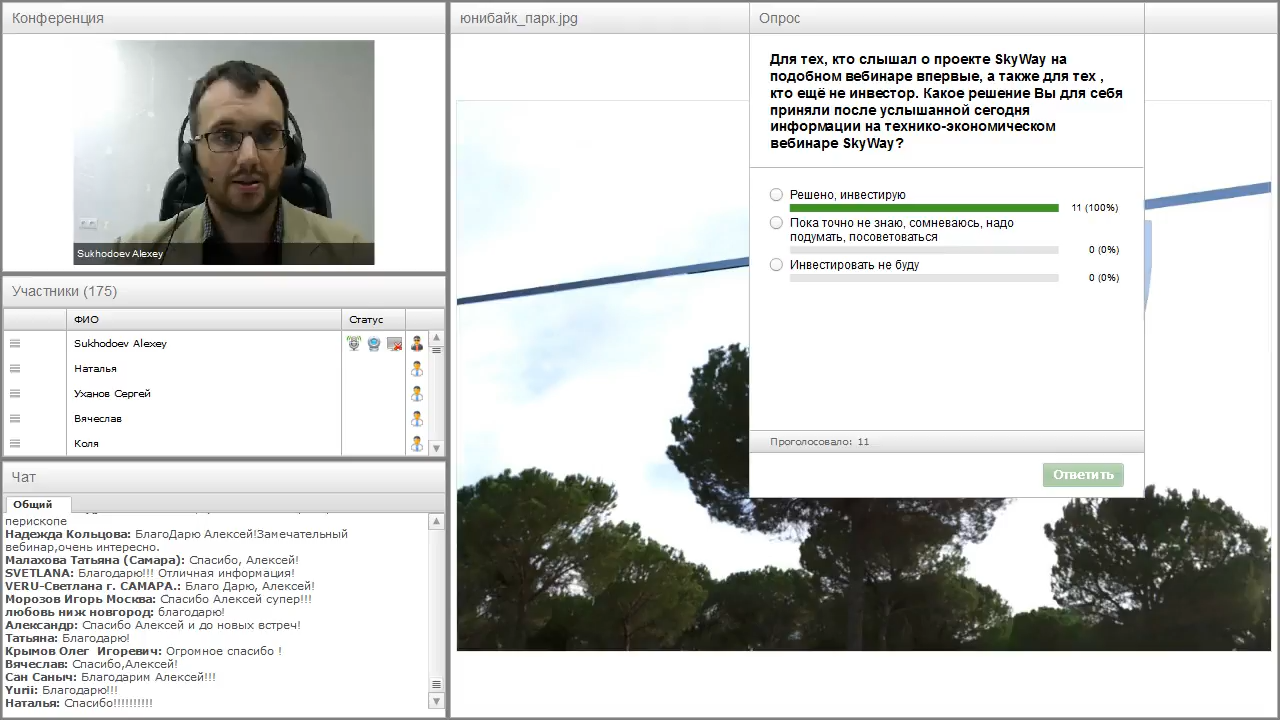 Конференция
Sukhodoev Alexey
Участники (175)
ФИО
Статус
Sukhodoev Alexey
Наталья
Уханов Сергей
Вячеслав
Коля
Чат
Общий
перископе
Надежда Кольцова: БлагоДарю Алексей!Замечательный
вебинар,очень интересно.
Малахова Татьяна (Самара): Спасибо, Алексей!
SVETLANA: Благодарю!!! Отличная информация!
VERU-Светлана г. САМАРА.: Благо Дарю, Алексей!
Морозов Игорь Москва: Спасибо Алексей супер!!!
любовь ниж новгород: благодарю!
Александр: Спасибо Алексей и до новых встреч!
Татьяна: Благодарю!
Крымов Олег Игоревич: Огромное спасибо !
Вячеслав: Спасибо,Алексей!
Сан Саныч: Благодарим Алексей!!!
Yurii: Благодарю!!!
Наталья: Спасибо!!!!!!!!!!
юнибайк_парк.jpg
Опрос
Для тех, кто слышал о проекте SkyWay на
подобном вебинаре впервые, а также для тех ,
кто ещё не инвестор. Какое решение Вы для себя
приняли после услышанной сегодня
информации на технико-экономическом
вебинаре SkyWay?
Решено, инвестирую
11 (100%)
Пока точно не знаю, сомневаюсь, надо
подумать, посоветоваться
0 (0%)
Инвестировать не буду
0 (0%)
Проголосовало: 11
Ответить